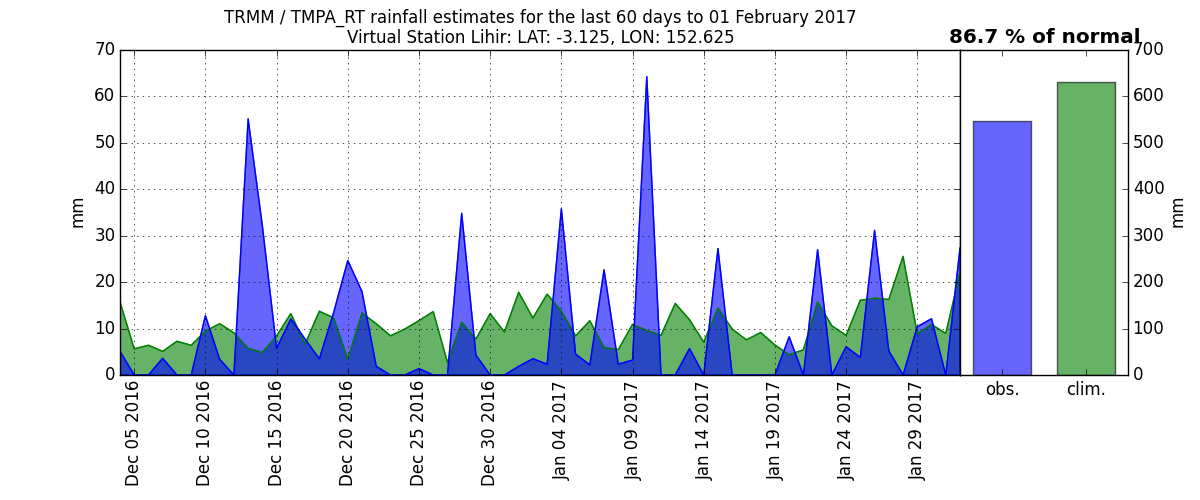 TRMM / TMPA_RT rainfall estimates for the last 60 days to 01 February 2017
Virtual Station Lihir: LAT: -3.125, LON: 152.625
86.7 % of normal
70
60
50
40
30
20
10
0
mm
Dec 05 2016
Dec 10 2016
Dec 15 2016
Dec 20 2016
Dec 25 2016
Dec 30 2016
Jan 04 2017
Jan 09 2017
Jan 14 2017
Jan 19 2017
Jan 24 2017
Jan 29 2017
700
600
500
400
300
200
100
0
mm
obs.
clim.